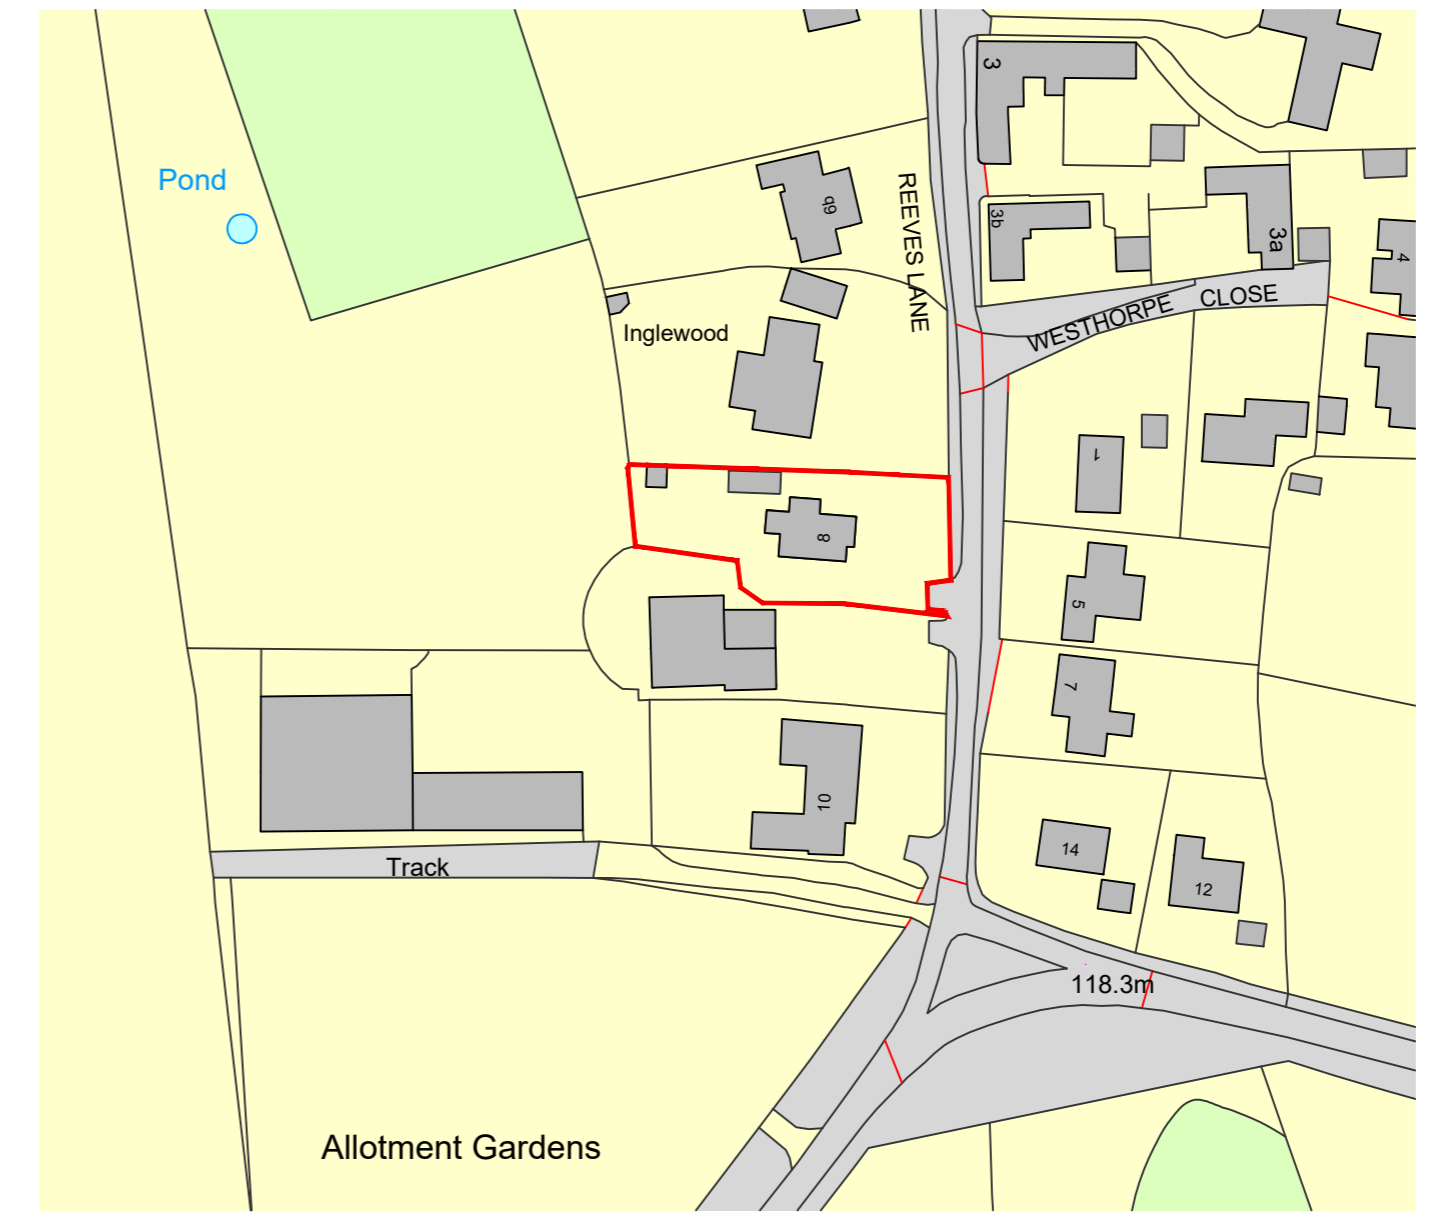 3
Pond
9b
REEVES LANE
3b
3a
4
WESTHORPE CLOSE
Inglewood
1
8
5
7
10
14
Track
12
118.3m
Allotment Gardens